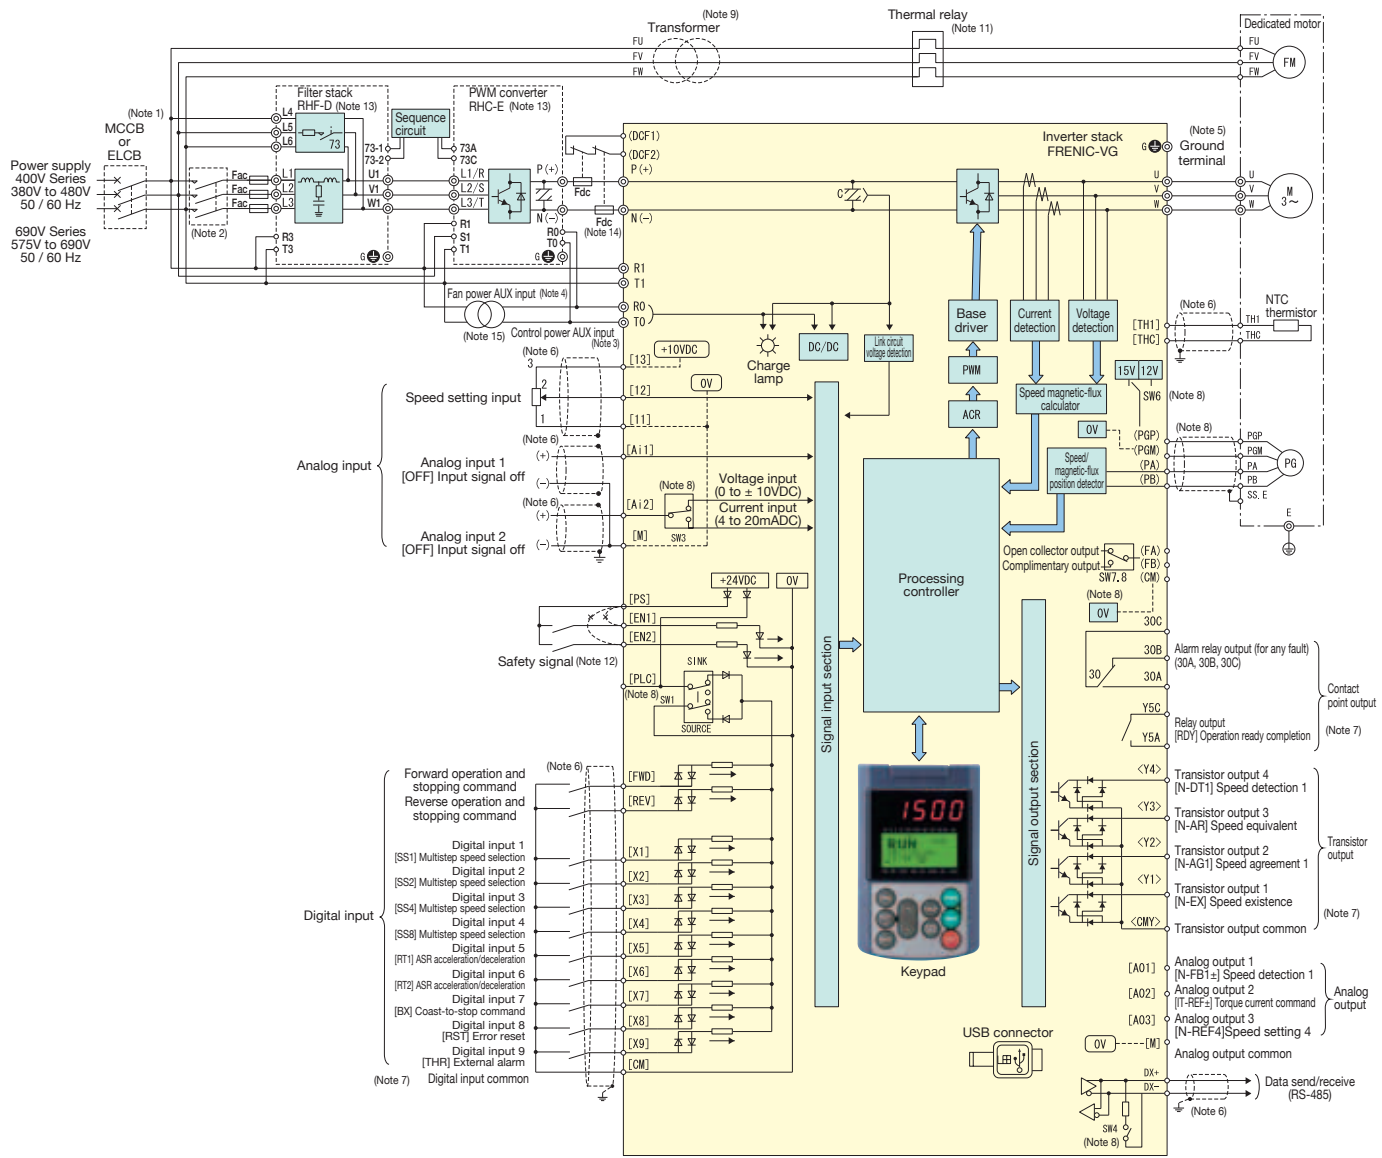 (Note 9)
Transformer
Thermal relay
(Note 11)
Dedicated motor
FU
FV
FW
FU
FV
FW
FM
(Note 1)
MCCB
or
ELCB
Power supply
400V Series
380V to 480V
50 / 60 Hz
690V Series
575V to 690V
50 / 60 Hz
(Note 2)
Filter stack
RHF-D (Note 13)
L4
L5
L6
73
Fac
Fac
Fac
L1
L2
L3
U1
V1
W1
R3
T3
G
73-1
73-2
Sequence
circuit
PWM converter
RHC-E (Note 13)
73A
73C
L1/R
L2/S
L3/T
P(+)
N(-)
R1
S1
T1
R0
T0
G
Fdc
Fdc
(Note 14)
(DCF1)
(DCF2)
P(+)
N(-)
C
Inverter stack
FRENIC-VG
G
(Note 5)
Ground
terminal
U
V
W
U
V
W
M
3~
R1
T1
R0
T0
Fan power AUX input (Note 4)
(Note 15)
Control power AUX input
(Note 3)
Charge
lamp
DC/DC
Link circuit
voltage detection
Base
driver
Current
detection
Voltage
detection
PWM
ACR
Speed magnetic-flux
calculator
Speed/
magnetic-flux
position detector
[TH1]
[THC]
(Note 6)
TH1
THC
NTC
thermistor
15V
12V
SW6
(Note 8)
0V
(PGP)
(PGM)
(PA)
(PB)
(Note 8)
PGP
PGM
PA
PB
SS. E
PG
E
Analog input
Speed setting input
(Note 6)
3
2
1
[13]
[12]
[11]
+10VDC
0V
(Note 6)
Analog input 1
[OFF] Input signal off
(+)
(-)
[Ai1]
(Note 6)
Analog input 2
[OFF] Input signal off
(+)
(-)
[Ai2]
[M]
(Note 8)
SW3
Voltage input
(0 to ± 10VDC)
Current input
(4 to 20mADC)
+24VDC
0V
[PS]
[EN1]
[EN2]
Safety signal (Note 12)
[PLC]
(Note 8)
SW1
SINK
SOURCE
Signal input section
Processing
controller
Signal output section
Open collector output
Complimentary output
SW7. 8
(FA)
(FB)
(CM)
(Note 8)
0V
30C
30B
30A
30
Alarm relay output (for any fault)
(30A, 30B, 30C)
Y5C
Y5A
Relay output
[RDY] Operation ready completion
Contact
point output
(Note 7)
Digital input
(Note 7)
(Note 6)
Forward operation and
stopping command
[FWD]
Reverse operation and
stopping command
[REV]
Digital input 1
[SS1] Multistep speed selection
[X1]
Digital input 2
[SS2] Multistep speed selection
[X2]
Digital input 3
[SS4] Multistep speed selection
[X3]
Digital input 4
[SS8] Multistep speed selection
[X4]
Digital input 5
[RT1] ASR acceleration/deceleration
[X5]
Digital input 6
[RT2] ASR acceleration/deceleration
[X6]
Digital input 7
[BX] Coast-to-stop command
[X7]
Digital input 8
[RST] Error reset
[X8]
Digital input 9
[THR] External alarm
[X9]
Digital input common
[CM]
1500
RUN
Keypad
<Y4>
Transistor output 4
[N-DT1] Speed detection 1
<Y3>
Transistor output 3
[N-AR] Speed equivalent
<Y2>
Transistor output 2
[N-AG1] Speed agreement 1
<Y1>
Transistor output 1
[N-EX] Speed existence
<CMY>
Transistor output common
Transistor
output
(Note 7)
[A01]
Analog output 1
[N-FB1±] Speed detection 1
[A02]
Analog output 2
[IT-REF±] Torque current command
[A03]
Analog output 3
[N-REF4]Speed setting 4
Analog
output
0V
[M]
Analog output common
USB connector
DX+
DX-
SW4
(Note 8)
(Note 6)
Data send/receive
(RS-485)